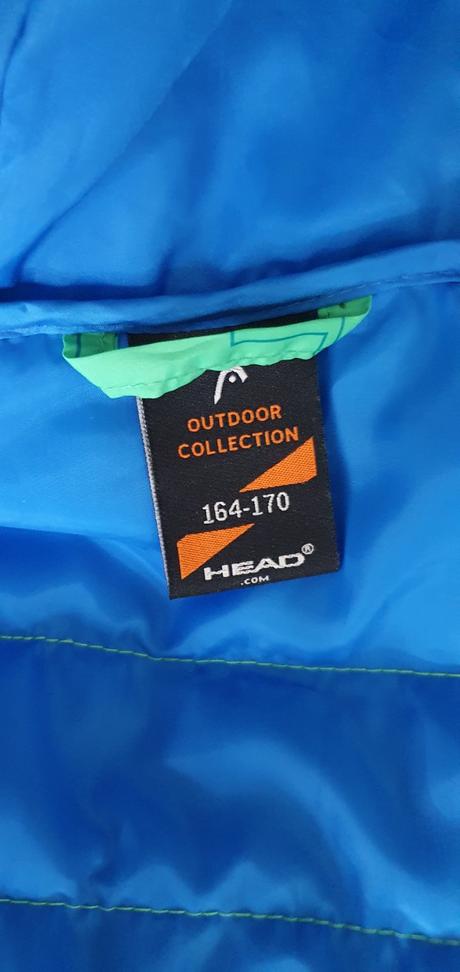 OUTDOOR
COLLECTION
164-170
HEAD®
.COM